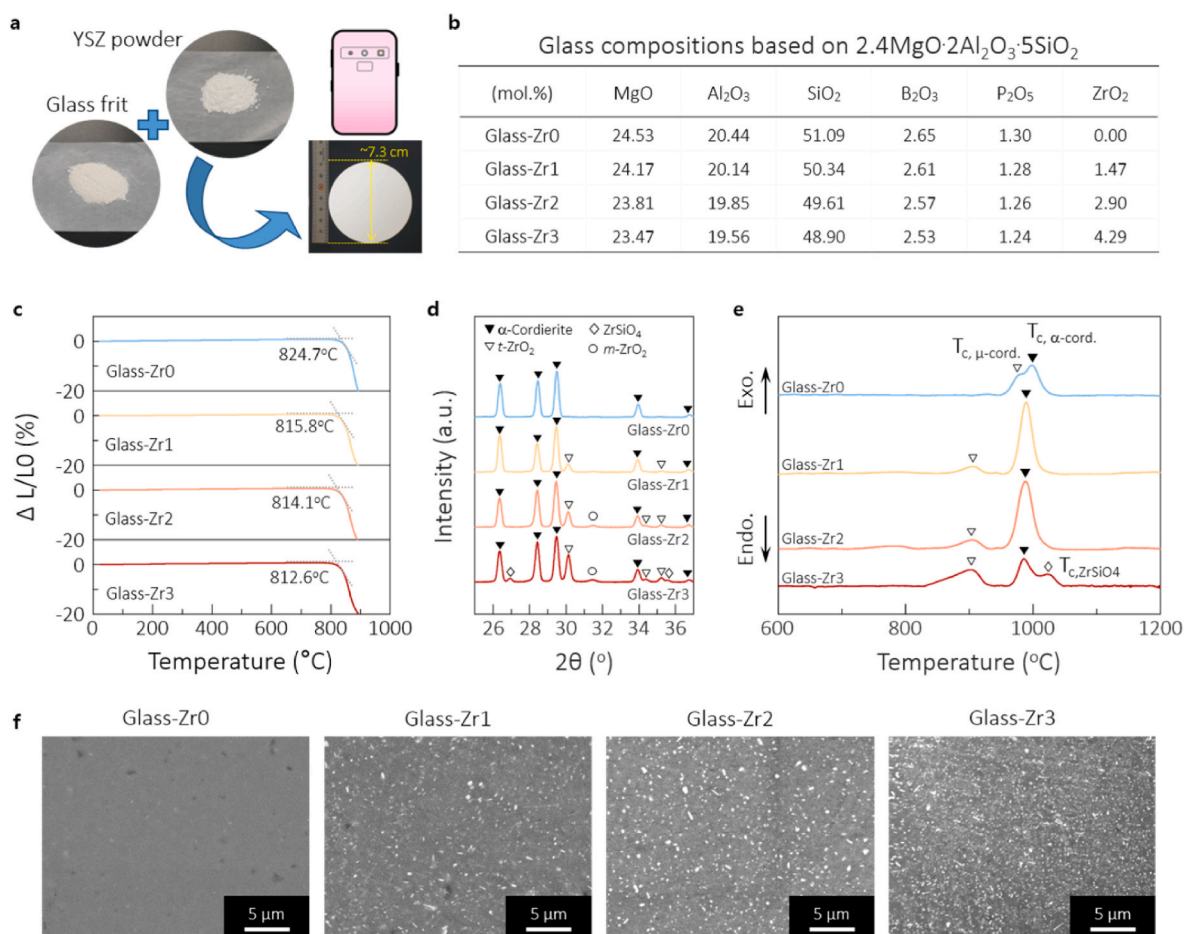 a
YSZ powder
Glass frit
~7.3 cm
b
Glass compositions based on 2.4MgO·2Al₂O₃·5SiO₂
(mol.%) MgO Al₂O₃ SiO₂ B₂O₃ P₂O₅ ZrO₂
Glass-Zr0 24.53 20.44 51.09 2.65 1.30 0.00
Glass-Zr1 24.17 20.14 50.34 2.61 1.28 1.47
Glass-Zr2 23.81 19.85 49.61 2.57 1.26 2.90
Glass-Zr3 23.47 19.56 48.90 2.53 1.24 4.29
c
Δ L/L0 (%)
0
824.7°C
Glass-Zr0
-20
0
815.8°C
Glass-Zr1
-20
0
814.1°C
Glass-Zr2
-20
0
812.6°C
Glass-Zr3
-20
0 200 400 600 800 1000
Temperature (°C)
d
▼ α-Cordierite ◇ ZrSiO₄
▽ t-ZrO₂ ○ m-ZrO₂
Intensity (a.u.)
Glass-Zr0
Glass-Zr1
Glass-Zr2
Glass-Zr3
26 28 30 32 34 36
2θ (°)
e
Tc, α-cord.
Tc, μ-cord.
Exo.
Endo.
Glass-Zr0
Glass-Zr1
Glass-Zr2
Glass-Zr3
Tc,ZrSiO4
600 800 1000 1200
Temperature (°C)
f
Glass-Zr0 Glass-Zr1 Glass-Zr2 Glass-Zr3
5 μm 5 μm 5 μm 5 μm